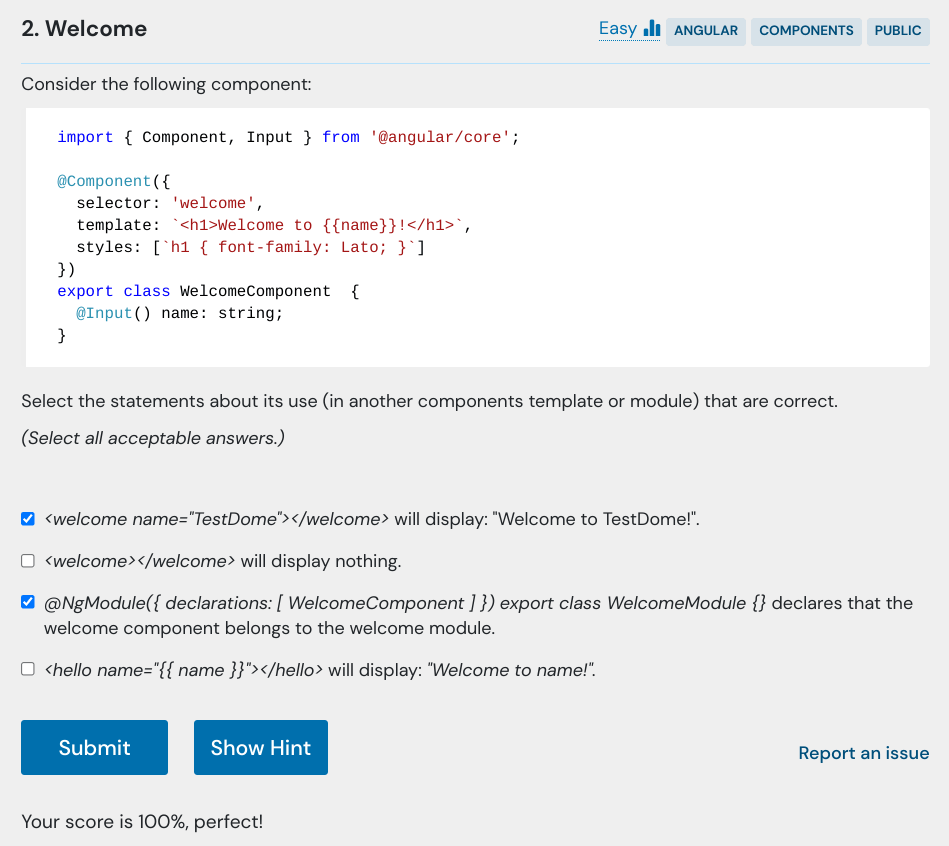 2. Welcome
Easy ANGULAR COMPONENTS PUBLIC
Consider the following component:
import { Component, Input } from '@angular/core';
@Component({
  selector: 'welcome',
  template: `<h1>Welcome to {{name}}!</h1>`,
  styles: [`h1 { font-family: Lato; }`]
})
export class WelcomeComponent  {
  @Input() name: string;
}
Select the statements about its use (in another components template or module) that are correct.
(Select all acceptable answers.)
<welcome name="TestDome"></welcome> will display: "Welcome to TestDome!".
<welcome></welcome> will display nothing.
@NgModule({ declarations: [ WelcomeComponent ] }) export class WelcomeModule {} declares that the
welcome component belongs to the welcome module.
<hello name="{{ name }}"></hello> will display: "Welcome to name!".
Submit
Show Hint
Report an issue
Your score is 100%, perfect!